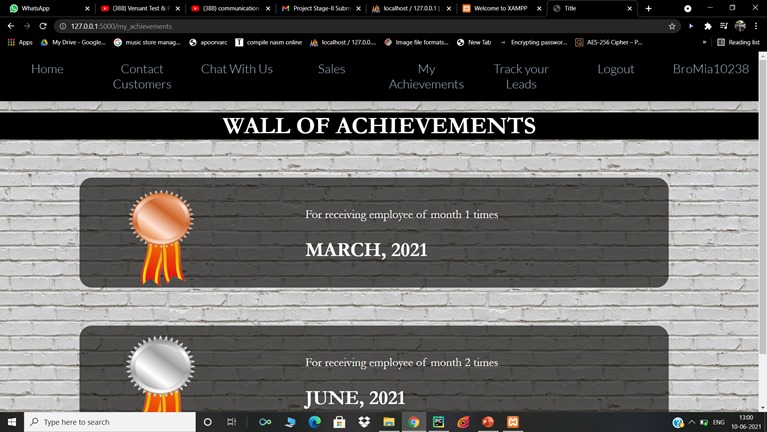 WhatsApp
(388) Versant Test & F
(388) communication
Project Stage-II Subm
localhost / 127.0.0.1 |
Welcome to XAMPP
Title
127.0.0.1:5000/my_achievements
Apps
My Drive - Google...
music store manag...
apoorvarc
compile nasm online
localhost / 127.0.0....
Image file formats...
New Tab
Encrypting passwor...
AES-256 Cipher – P...
»
Reading list
Home
Contact Customers
Chat With Us
Sales
My Achievements
Track your Leads
Logout
BroMia10238
WALL OF ACHIEVEMENTS
For receiving employee of month 1 times
MARCH, 2021
For receiving employee of month 2 times
JUNE, 2021
Type here to search
ENG
13:00
10-06-2021